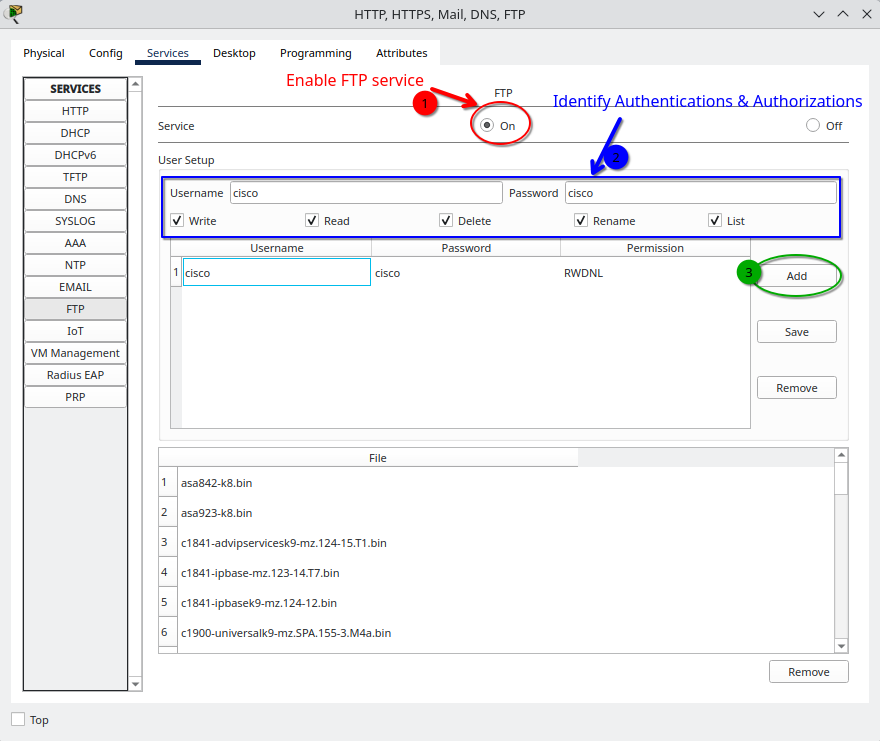 HTTP, HTTPS, Mail, DNS, FTP
Physical Config Services Desktop Programming Attributes
SERVICES
HTTP
DHCP
DHCPv6
TFTP
DNS
SYSLOG
AAA
NTP
EMAIL
FTP
IoT
VM Management
Radius EAP
PRP
Enable FTP service
1
FTP
Identify Authentications & Authorizations
Service On Off
2
User Setup
Username cisco Password cisco
Write Read Delete Rename List
Username Password Permission
1 cisco cisco RWDNL
3 Add
Save
Remove
File
1 asa842-k8.bin
2 asa923-k8.bin
3 c1841-advipservicesk9-mz.124-15.T1.bin
4 c1841-ipbase-mz.123-14.T7.bin
5 c1841-ipbasek9-mz.124-12.bin
6 c1900-universalk9-mz.SPA.155-3.M4a.bin
Remove
Top